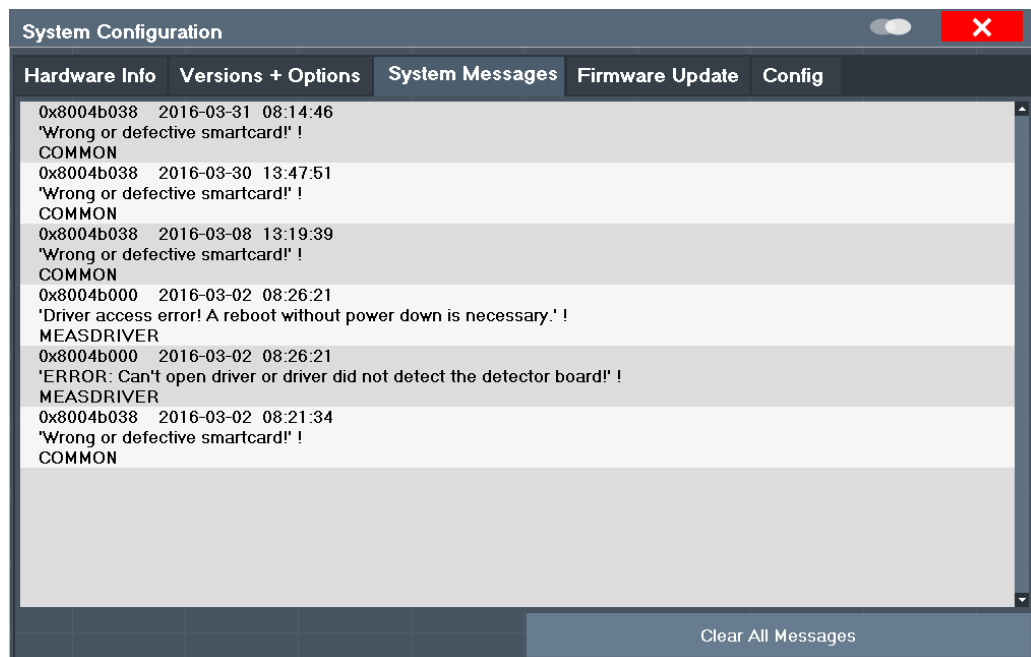 System Configuration
Hardware Info Versions + Options System Messages Firmware Update Config
0x8004b038 2016-03-31 08:14:46
'Wrong or defective smartcard!' !
COMMON
0x8004b038 2016-03-30 13:47:51
'Wrong or defective smartcard!' !
COMMON
0x8004b038 2016-03-08 13:19:39
'Wrong or defective smartcard!' !
COMMON
0x8004b000 2016-03-02 08:26:21
'Driver access error! A reboot without power down is necessary.' !
MEASDRIVER
0x8004b000 2016-03-02 08:26:21
'ERROR: Can't open driver or driver did not detect the detector board!' !
MEASDRIVER
0x8004b038 2016-03-02 08:21:34
'Wrong or defective smartcard!' !
COMMON
Clear All Messages